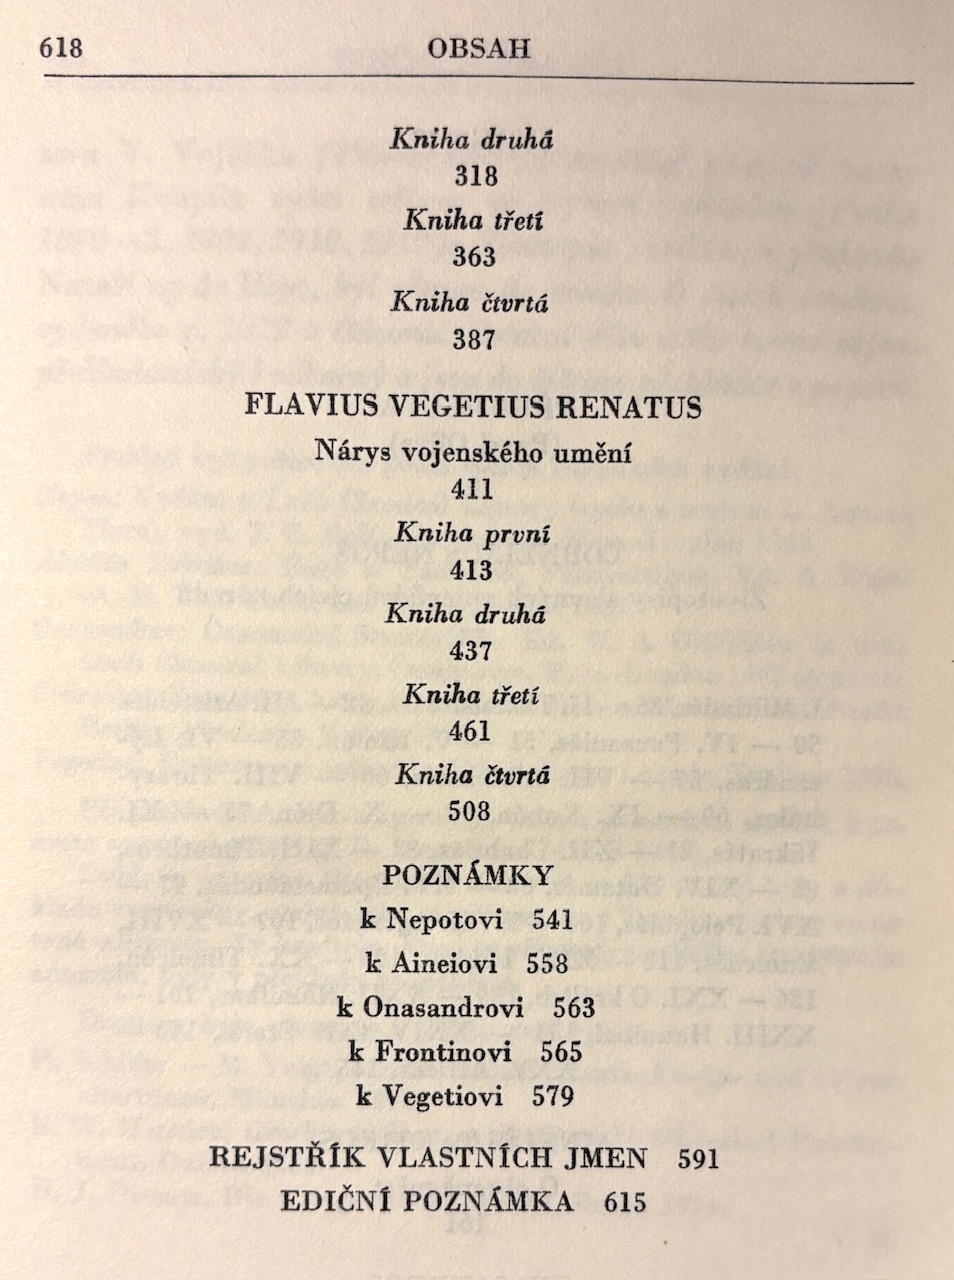 618 OBSAH
Kniha druhá
318
Kniha třetí
363
Kniha čtvrtá
387
FLAVIUS VEGETIUS RENATUS
Nárys vojenského umění
411
Kniha první
413
Kniha druhá
437
Kniha třetí
461
Kniha čtvrtá
508
POZNÁMKY
k Nepotovi 541
k Aineiovi 558
k Onasandrovi 563
k Frontinovi 565
k Vegetiovi 579
REJSTŘÍK VLASTNÍCH JMEN 591
EDIČNÍ POZNÁMKA 615